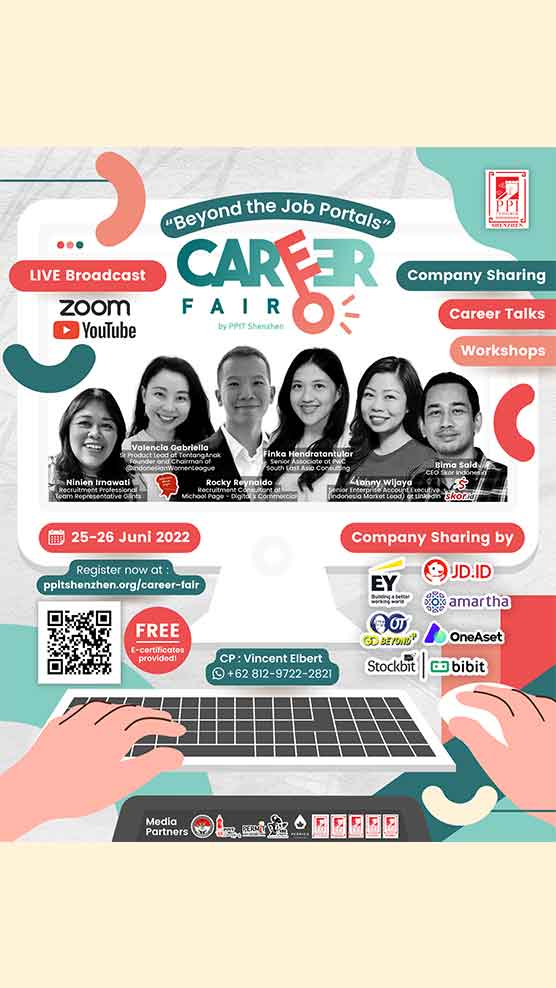 PPI
SHENZHEN
"Beyond the Job Portals"
CAREER
FAIR
by PPIT Shenzhen
LIVE Broadcast
zoom
YouTube
Company Sharing
Career Talks
Workshops
Ninien Irnawati
Recruitment Professional
Team Representative Glints
Valencia Gabriella
Sr Product Lead at TentangAnak
Founder and Chairman of
@IndonesianWomenLeague
Rocky Reynaldo
Recruitment Consultant of
Michael Page - Digital x Commercial
Finka Hendratantular
Senior Associate at PwC
South East Asia Consulting
Lanny Wijaya
Senior Enterprise Account Executive
(Indonesia Market Lead) at LinkedIn
Bima Said
CEO Skor Indonesia
skor.id
25-26 Juni 2022
Register now at :
ppitshenzhen.org/career-fair
FREE
E-certificates
provided!
CP : Vincent Elbert
+62 812-9722-2821
Company Sharing by
EY
Building a better
working world
JD.ID
amartha
OT
GO BEYOND
OneAset
Stockbit
bibit
Media
Partners